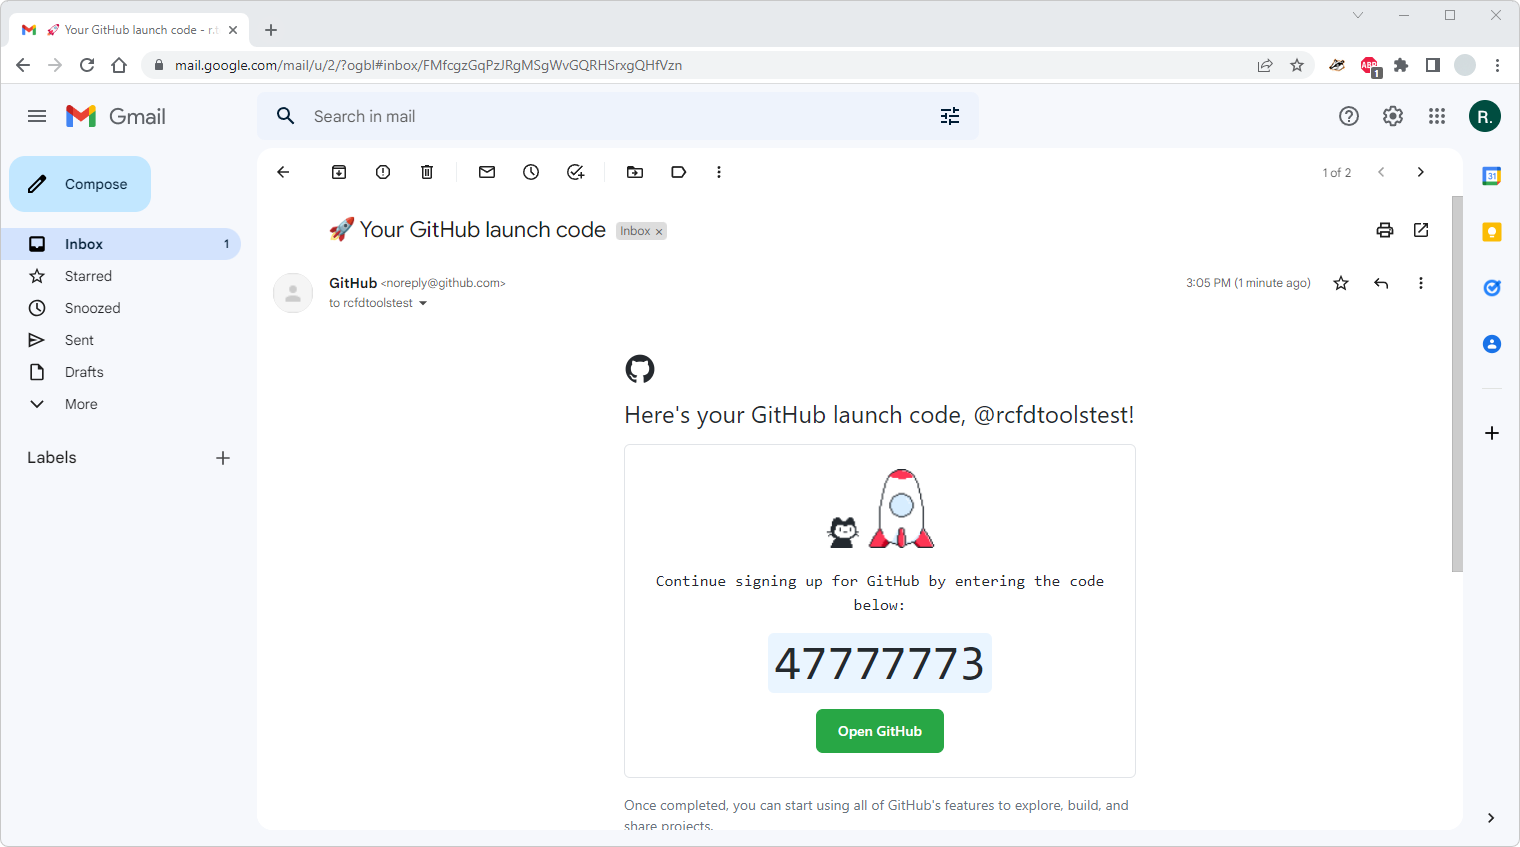 Your GitHub launch code - r.t
mail.google.com/mail/u/2/?ogbl#inbox/FMfcgzGqPzJRgMSgWvGQRHSrxgQHfVzn
ABP
1
Gmail
Search in mail
R.
Compose
1 of 2
31
Inbox 1
Starred
Snoozed
Sent
Drafts
More
Labels
Your GitHub launch code Inbox ×
GitHub <noreply@github.com> 3:05 PM (1 minute ago)
to rcfdtoolstest
Here's your GitHub launch code, @rcfdtoolstest!
Continue signing up for GitHub by entering the code
below:
47777773
Open GitHub
Once completed, you can start using all of GitHub's features to explore, build, and
share projects.